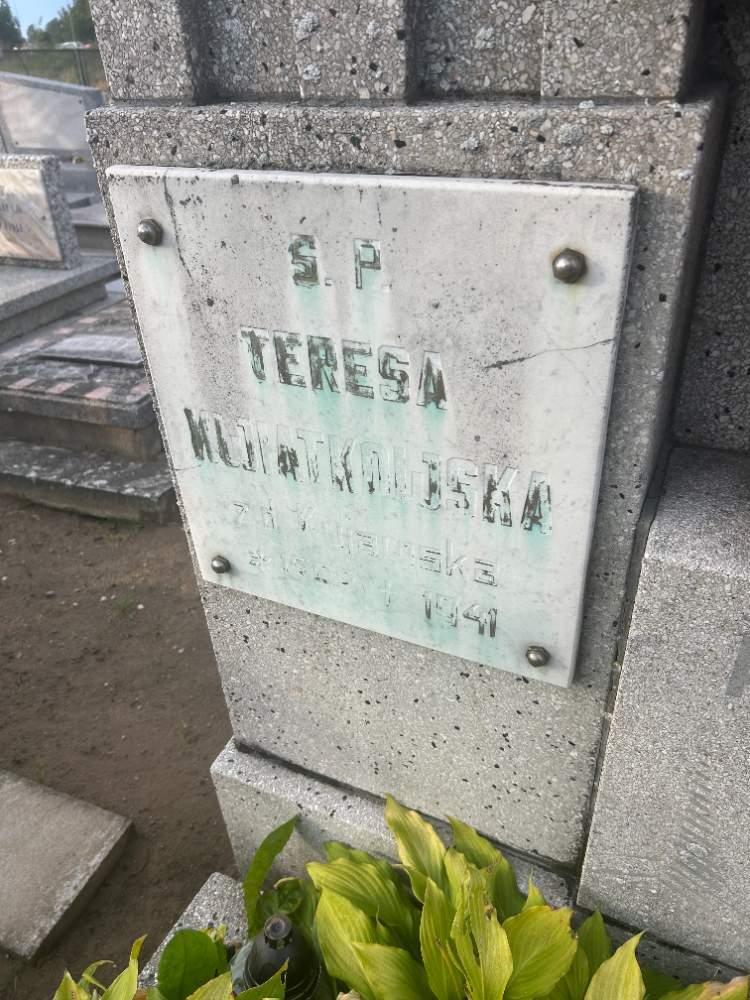 Ś. P.
TERESA
KWIATKOWSKA
* † 1941